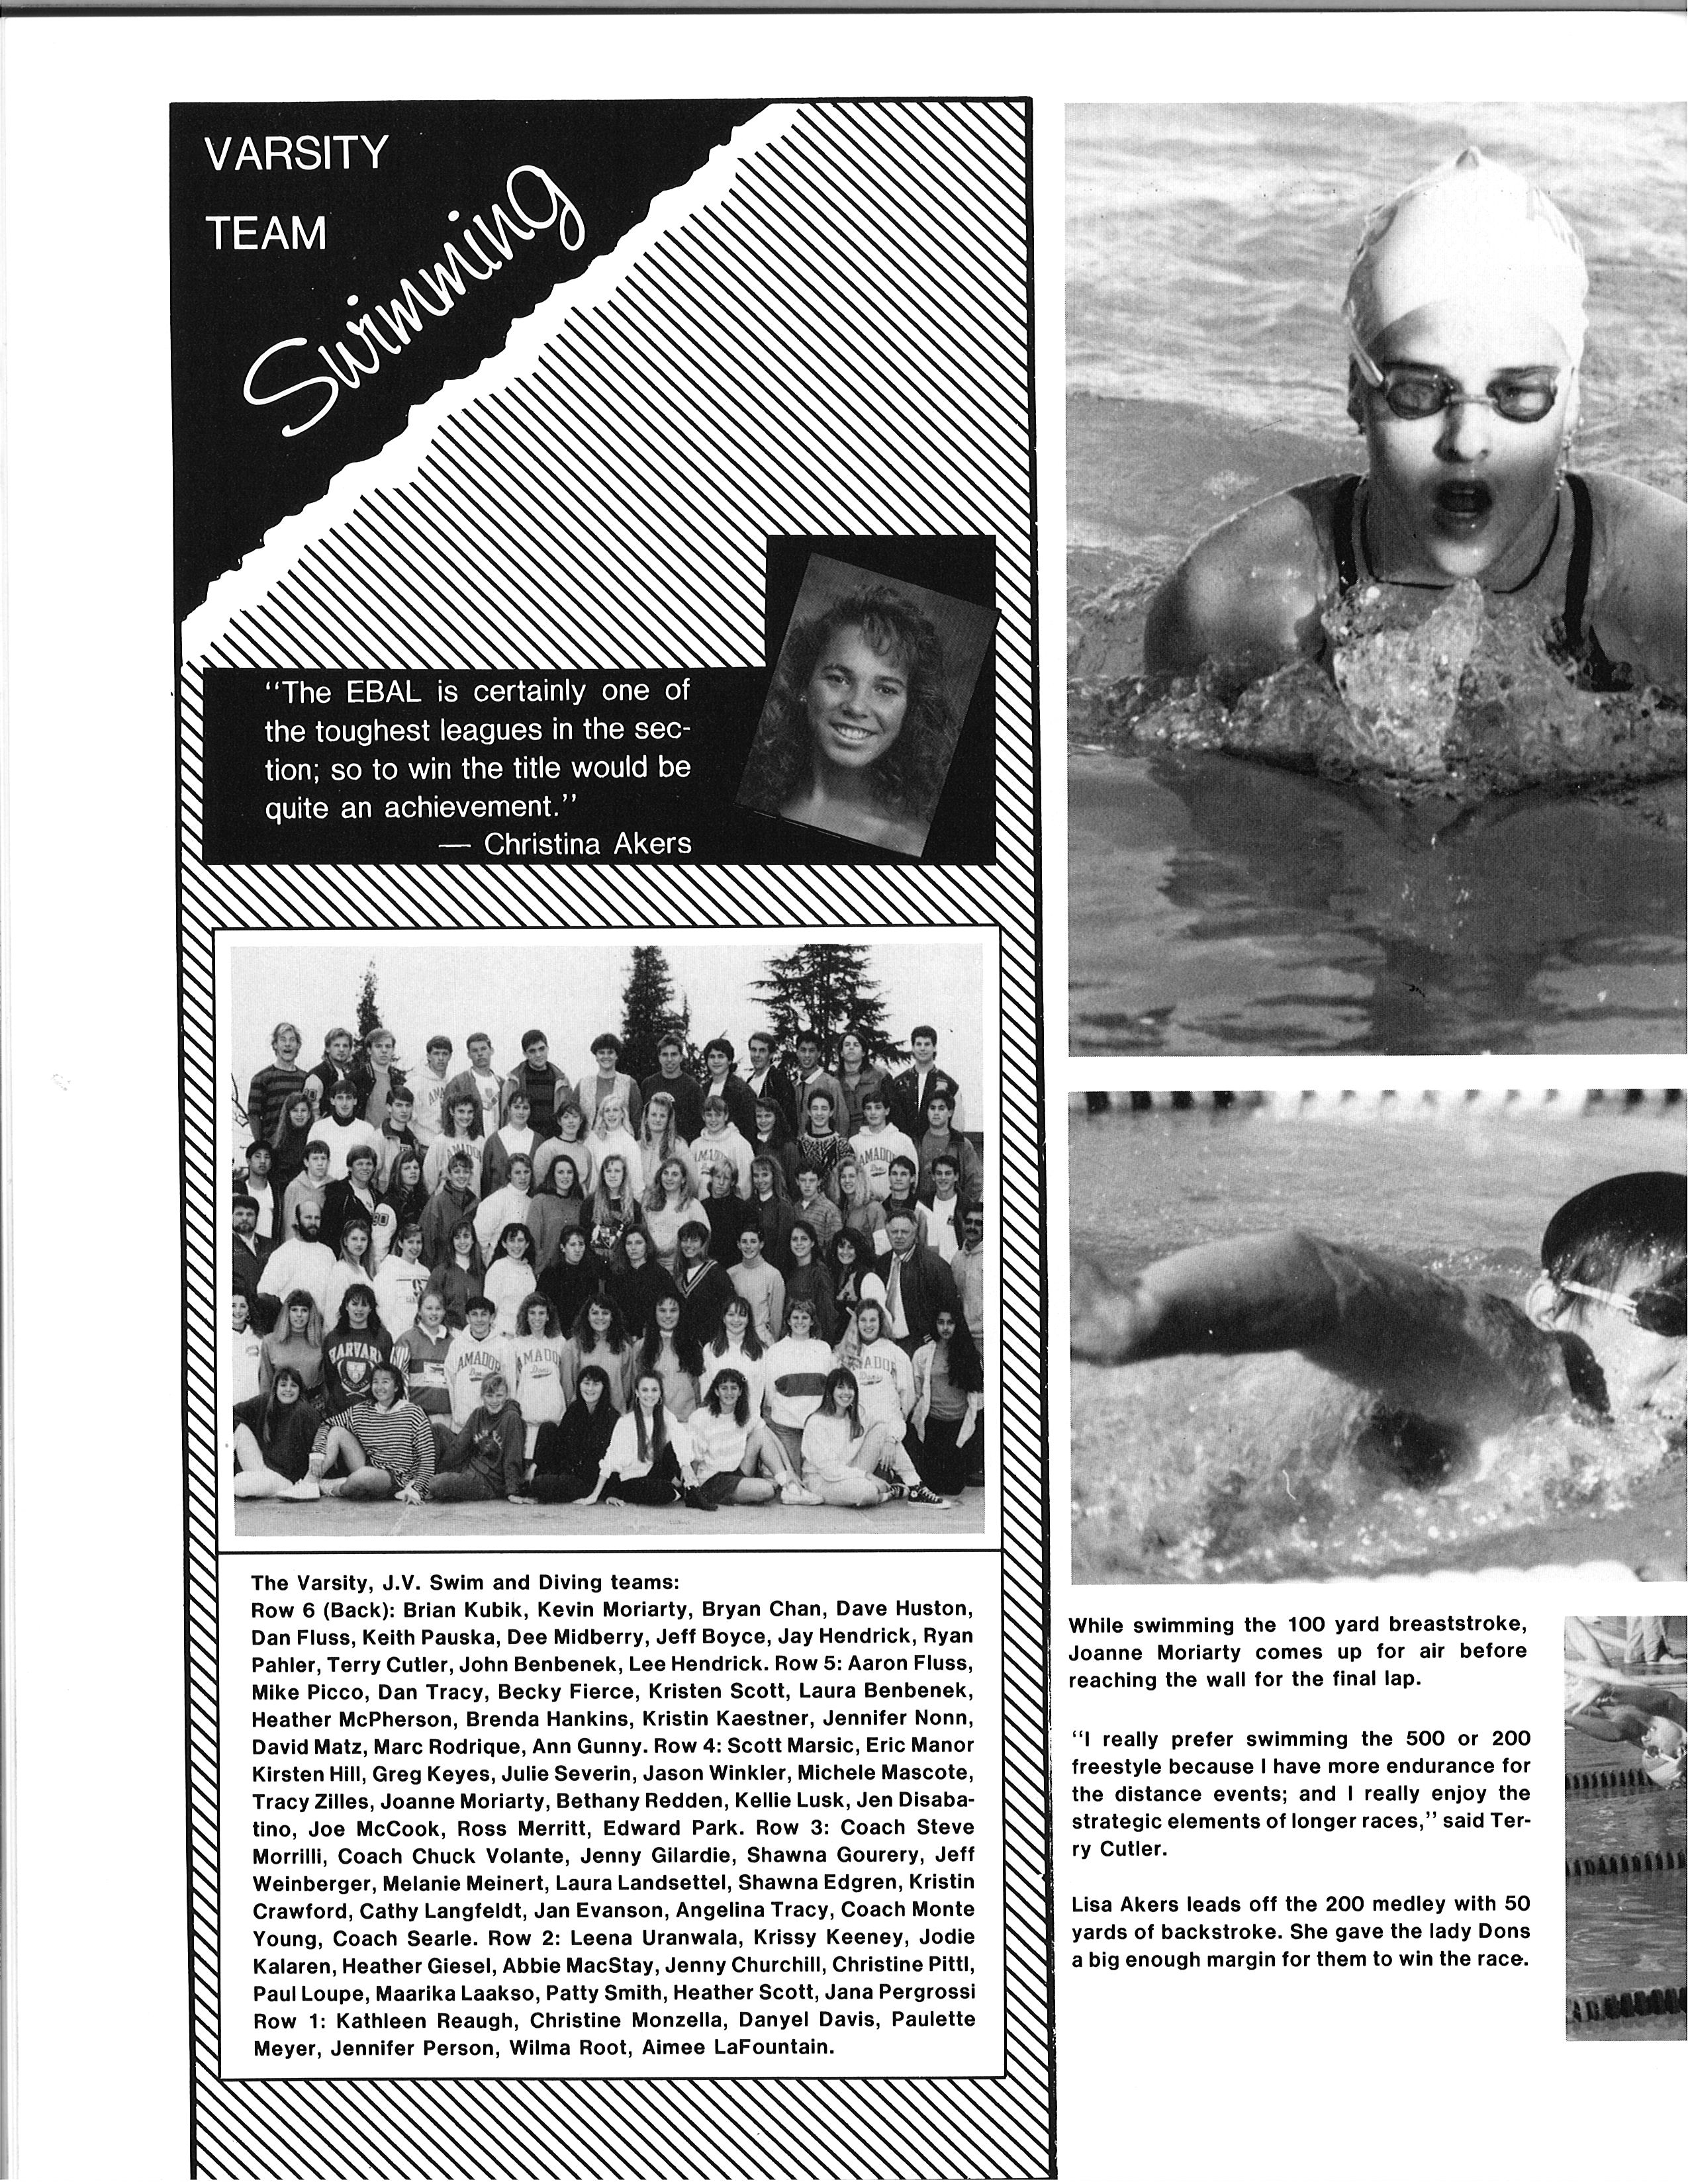 VARSITY
TEAM
Swimming
"The EBAL is certainly one of
the toughest leagues in the sec-
tion; so to win the title would be
quite an achievement."
— Christina Akers
AMADOR
AMADOR
HARVARD
AMADOR
AMADOR
AMADOR
90
The Varsity, J.V. Swim and Diving teams:
Row 6 (Back): Brian Kubik, Kevin Moriarty, Bryan Chan, Dave Huston,
Dan Fluss, Keith Pauska, Dee Midberry, Jeff Boyce, Jay Hendrick, Ryan
Pahler, Terry Cutler, John Benbenek, Lee Hendrick. Row 5: Aaron Fluss,
Mike Picco, Dan Tracy, Becky Fierce, Kristen Scott, Laura Benbenek,
Heather McPherson, Brenda Hankins, Kristin Kaestner, Jennifer Nonn,
David Matz, Marc Rodrique, Ann Gunny. Row 4: Scott Marsic, Eric Manor
Kirsten Hill, Greg Keyes, Julie Severin, Jason Winkler, Michele Mascote,
Tracy Zilles, Joanne Moriarty, Bethany Redden, Kellie Lusk, Jen Disaba-
tino, Joe McCook, Ross Merritt, Edward Park. Row 3: Coach Steve
Morrilli, Coach Chuck Volante, Jenny Gilardie, Shawna Gourery, Jeff
Weinberger, Melanie Meinert, Laura Landsettel, Shawna Edgren, Kristin
Crawford, Cathy Langfeldt, Jan Evanson, Angelina Tracy, Coach Monte
Young, Coach Searle. Row 2: Leena Uranwala, Krissy Keeney, Jodie
Kalaren, Heather Giesel, Abbie MacStay, Jenny Churchill, Christine Pittl,
Paul Loupe, Maarika Laakso, Patty Smith, Heather Scott, Jana Pergrossi
Row 1: Kathleen Reaugh, Christine Monzella, Danyel Davis, Paulette
Meyer, Jennifer Person, Wilma Root, Aimee LaFountain.
While swimming the 100 yard breaststroke,
Joanne Moriarty comes up for air before
reaching the wall for the final lap.
"I really prefer swimming the 500 or 200
freestyle because I have more endurance for
the distance events; and I really enjoy the
strategic elements of longer races," said Ter-
ry Cutler.
Lisa Akers leads off the 200 medley with 50
yards of backstroke. She gave the lady Dons
a big enough margin for them to win the race.